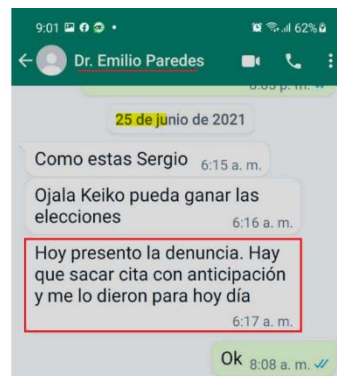 9:01
62%
Dr. Emilio Paredes
8:05 p. m.
25 de junio de 2021
Como estas Sergio 6:15 a. m.
Ojala Keiko pueda ganar las
elecciones 6:16 a. m.
Hoy presento la denuncia. Hay
que sacar cita con anticipación
y me lo dieron para hoy día
6:17 a. m.
Ok 8:08 a. m.